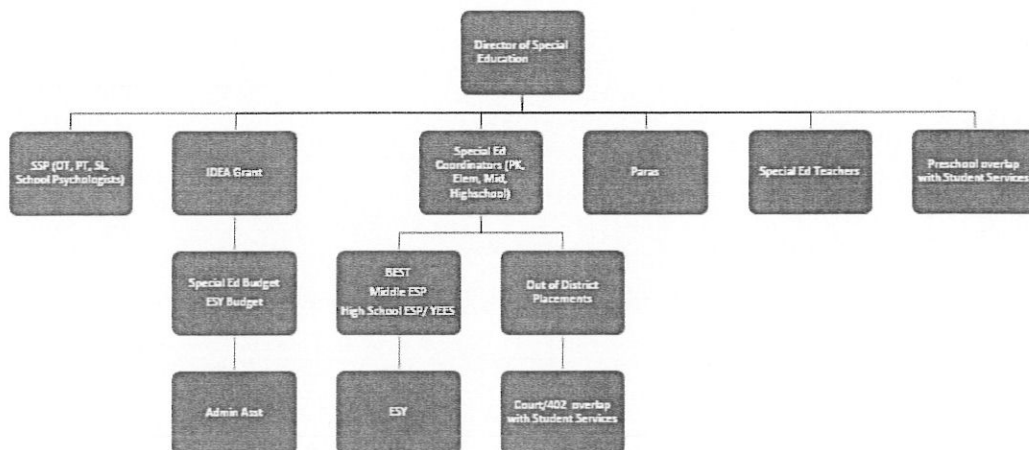 Director of Special
Education
SSP (OT, PT, SL,
School Psychologists)
IDEA Grant
Special Ed
Coordinators (PK,
Elem, Mid,
Highschool)
Paras
Special Ed Teachers
Preschool overlap
with Student Services
Special Ed Budget
ESY Budget
BEST
Middle ESP
High School ESP/ YEES
Out of District
Placements
Admin Asst
ESY
Court/402 overlap
with Student Services